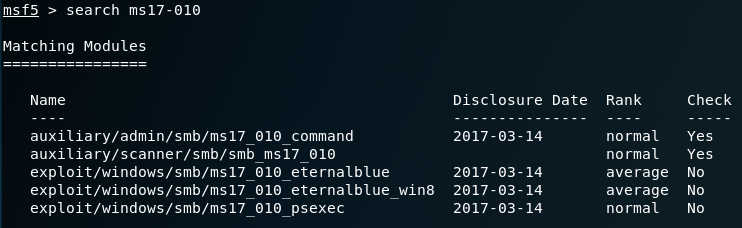 msf5 > search ms17-010
Matching Modules
================
Name Disclosure Date Rank Check
---- --------------- ---- -----
auxiliary/admin/smb/ms17_010_command 2017-03-14 normal Yes
auxiliary/scanner/smb/smb_ms17_010 normal Yes
exploit/windows/smb/ms17_010_eternalblue 2017-03-14 average No
exploit/windows/smb/ms17_010_eternalblue_win8 2017-03-14 average No
exploit/windows/smb/ms17_010_psexec 2017-03-14 normal No